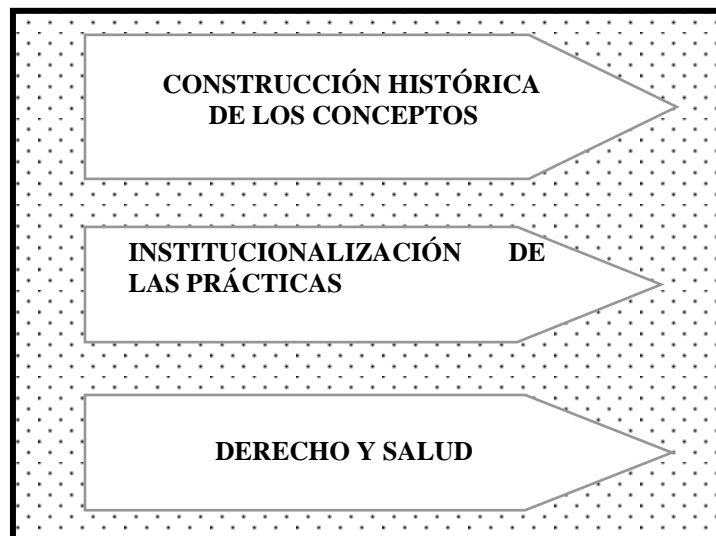 CONSTRUCCIÓN HISTÓRICA
DE LOS CONCEPTOS
INSTITUCIONALIZACIÓN DE
LAS PRÁCTICAS
DERECHO Y SALUD